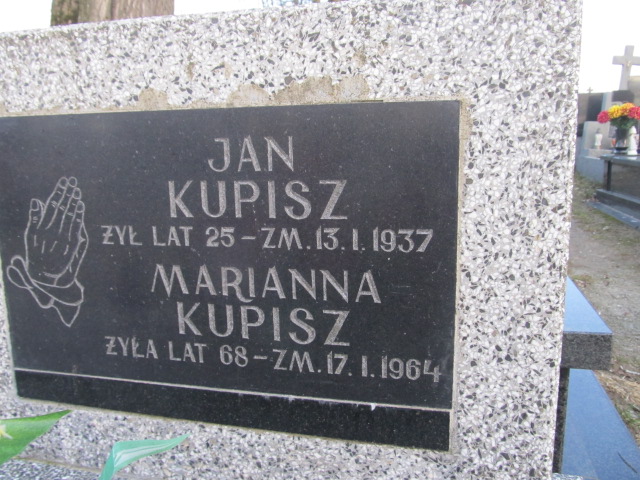 JAN
KUPISZ
ŻYŁ LAT 25 – ZM. 13. I. 1937
MARIANNA
KUPISZ
ŻYŁA LAT 68 – ZM. 17. I. 1964